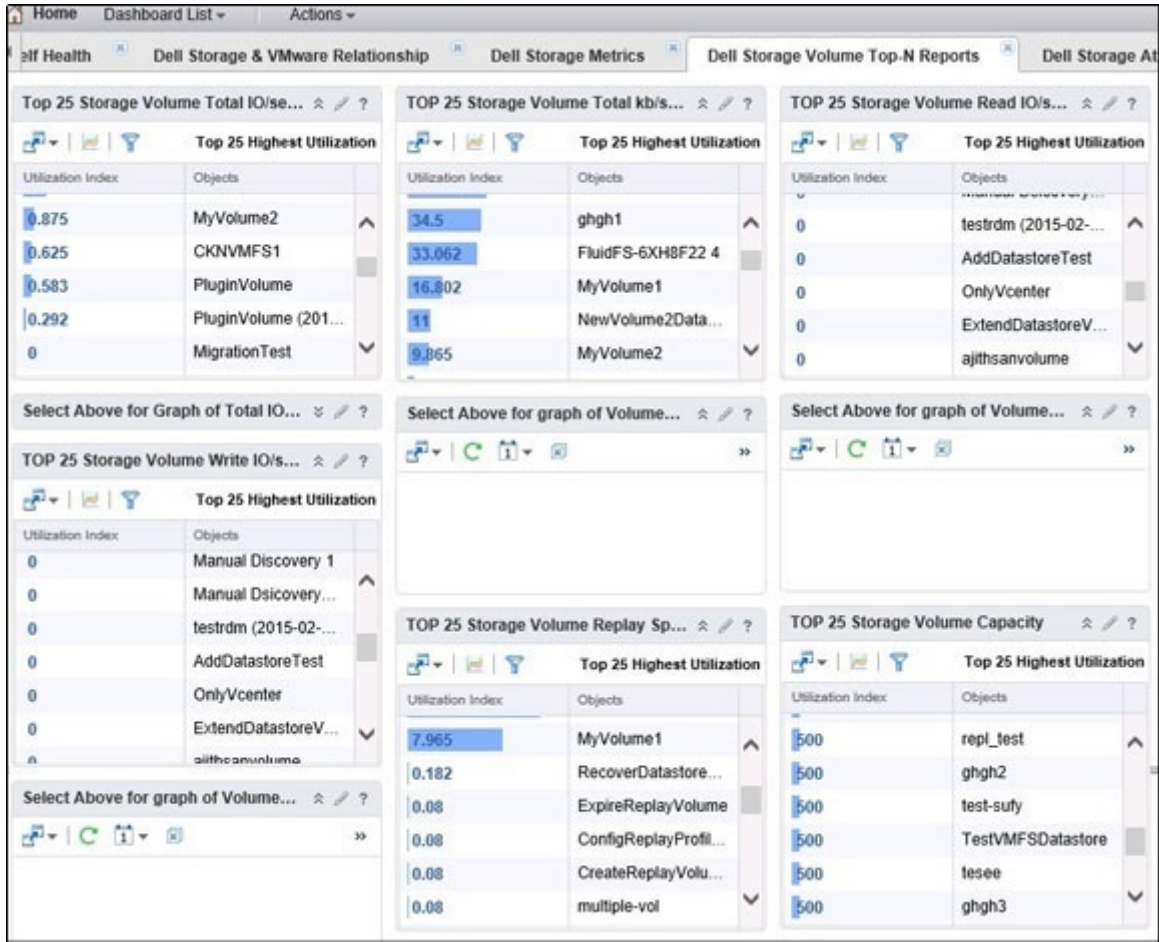 Home Dashboard List Actions
elf Health Dell Storage & VMware Relationship Dell Storage Metrics Dell Storage Volume Top-N Reports Dell Storage At
Top 25 Storage Volume Total IO/se... ?
Top 25 Highest Utilization
Utilization Index Objects
0.875 MyVolume2
0.625 CKNVMFS1
0.583 PluginVolume
0.292 PluginVolume (201...
0 MigrationTest
Select Above for Graph of Total IO... ?
TOP 25 Storage Volume Write IO/s... ?
Top 25 Highest Utilization
Utilization Index Objects
0 Manual Discovery 1
0 Manual Dsicovery...
0 testrdm (2015-02-...
0 AddDatastoreTest
0 OnlyVcenter
0 ExtendDatastoreV...
0 ajithsanvolume
Select Above for graph of Volume... ?
1 »
TOP 25 Storage Volume Total kb/s... ?
Top 25 Highest Utilization
Utilization Index Objects
34.5 ghgh1
33.062 FluidFS-6XH8F22 4
16.802 MyVolume1
11 NewVolume2Data...
9.865 MyVolume2
Select Above for graph of Volume... ?
1 »
TOP 25 Storage Volume Replay Sp... ?
Top 25 Highest Utilization
Utilization Index Objects
7.965 MyVolume1
0.182 RecoverDatastore...
0.08 ExpireReplayVolume
0.08 ConfigReplayProfil...
0.08 CreateReplayVolu...
0.08 multiple-vol
TOP 25 Storage Volume Read IO/s... ?
Top 25 Highest Utilization
Utilization Index Objects
0 testrdm (2015-02-...
0 AddDatastoreTest
0 OnlyVcenter
0 ExtendDatastoreV...
0 ajithsanvolume
Select Above for graph of Volume... ?
1 »
TOP 25 Storage Volume Capacity ?
Top 25 Highest Utilization
Utilization Index Objects
500 repl_test
500 ghgh2
500 test-sufy
500 TestVMFSDatastore
500 tesee
500 ghgh3